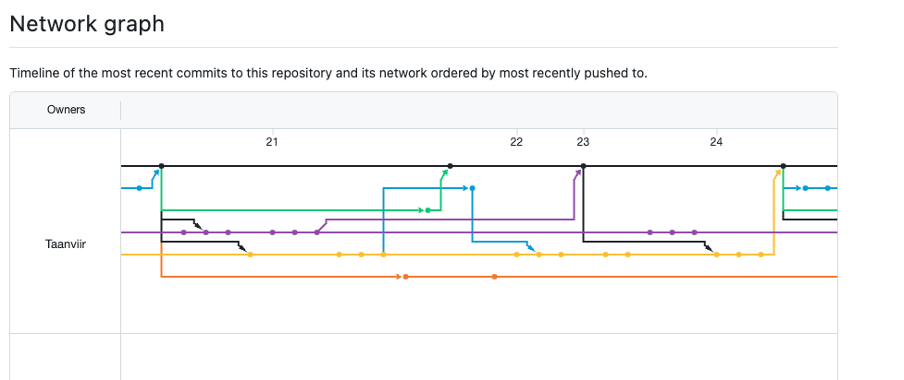 Network graph
Timeline of the most recent commits to this repository and its network ordered by most recently pushed to.
Owners
21 22 23 24
Taanviir